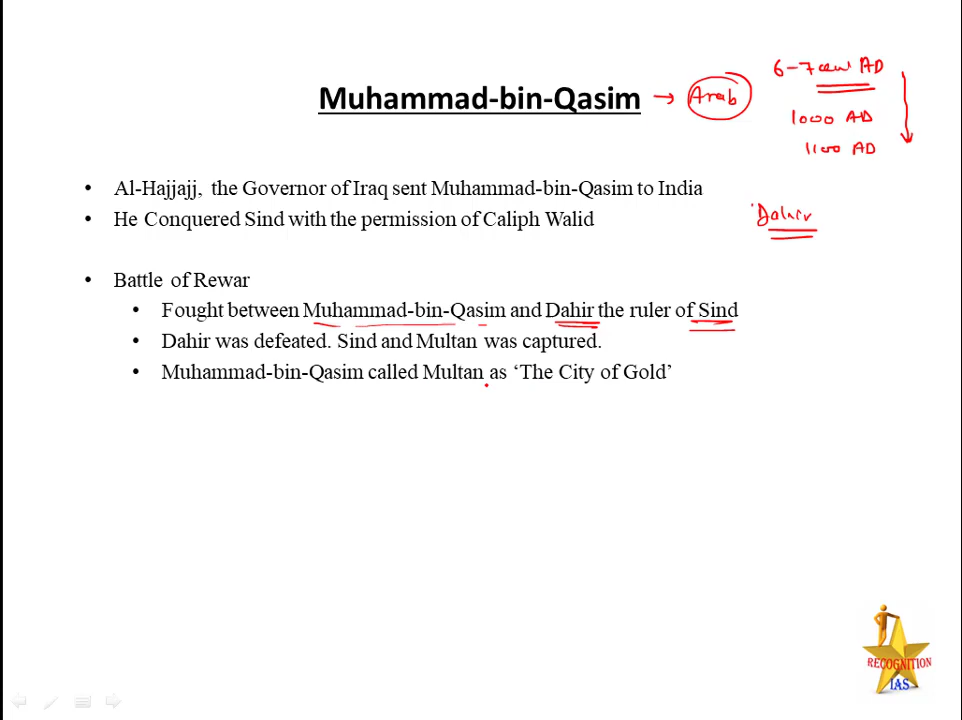 6-7 cen AD
Muhammad-bin-Qasim → Arab
1000 AD
1100 AD
• Al-Hajjajj, the Governor of Iraq sent Muhammad-bin-Qasim to India
• He Conquered Sind with the permission of Caliph Walid
Dahir
• Battle of Rewar
• Fought between Muhammad-bin-Qasim and Dahir the ruler of Sind
• Dahir was defeated. Sind and Multan was captured.
• Muhammad-bin-Qasim called Multan as ‘The City of Gold’
RECOGNITION
IAS